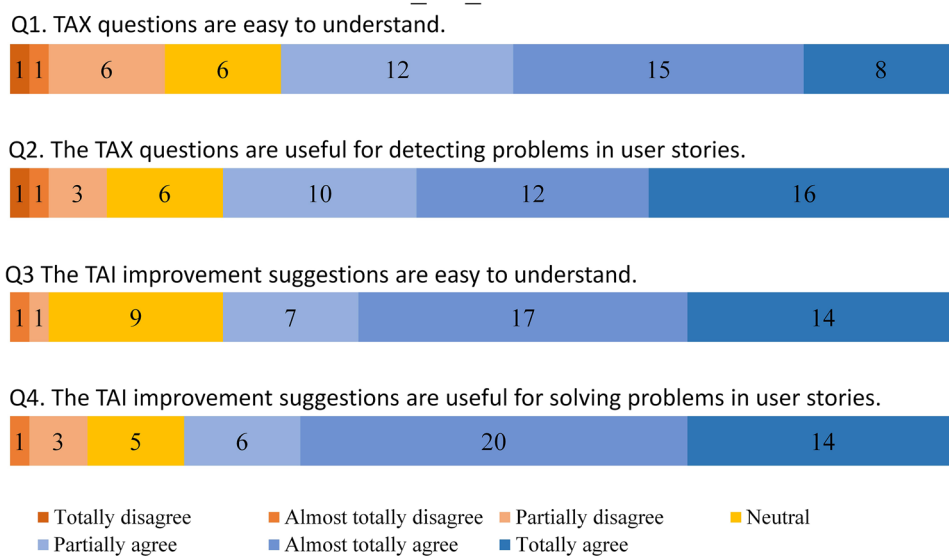 Q1. TAX questions are easy to understand.
1 1 6 6 12 15 8
Q2. The TAX questions are useful for detecting problems in user stories.
1 1 3 6 10 12 16
Q3 The TAI improvement suggestions are easy to understand.
1 1 9 7 17 14
Q4. The TAI improvement suggestions are useful for solving problems in user stories.
1 3 5 6 20 14
Totally disagree Almost totally disagree Partially disagree Neutral
Partially agree Almost totally agree Totally agree